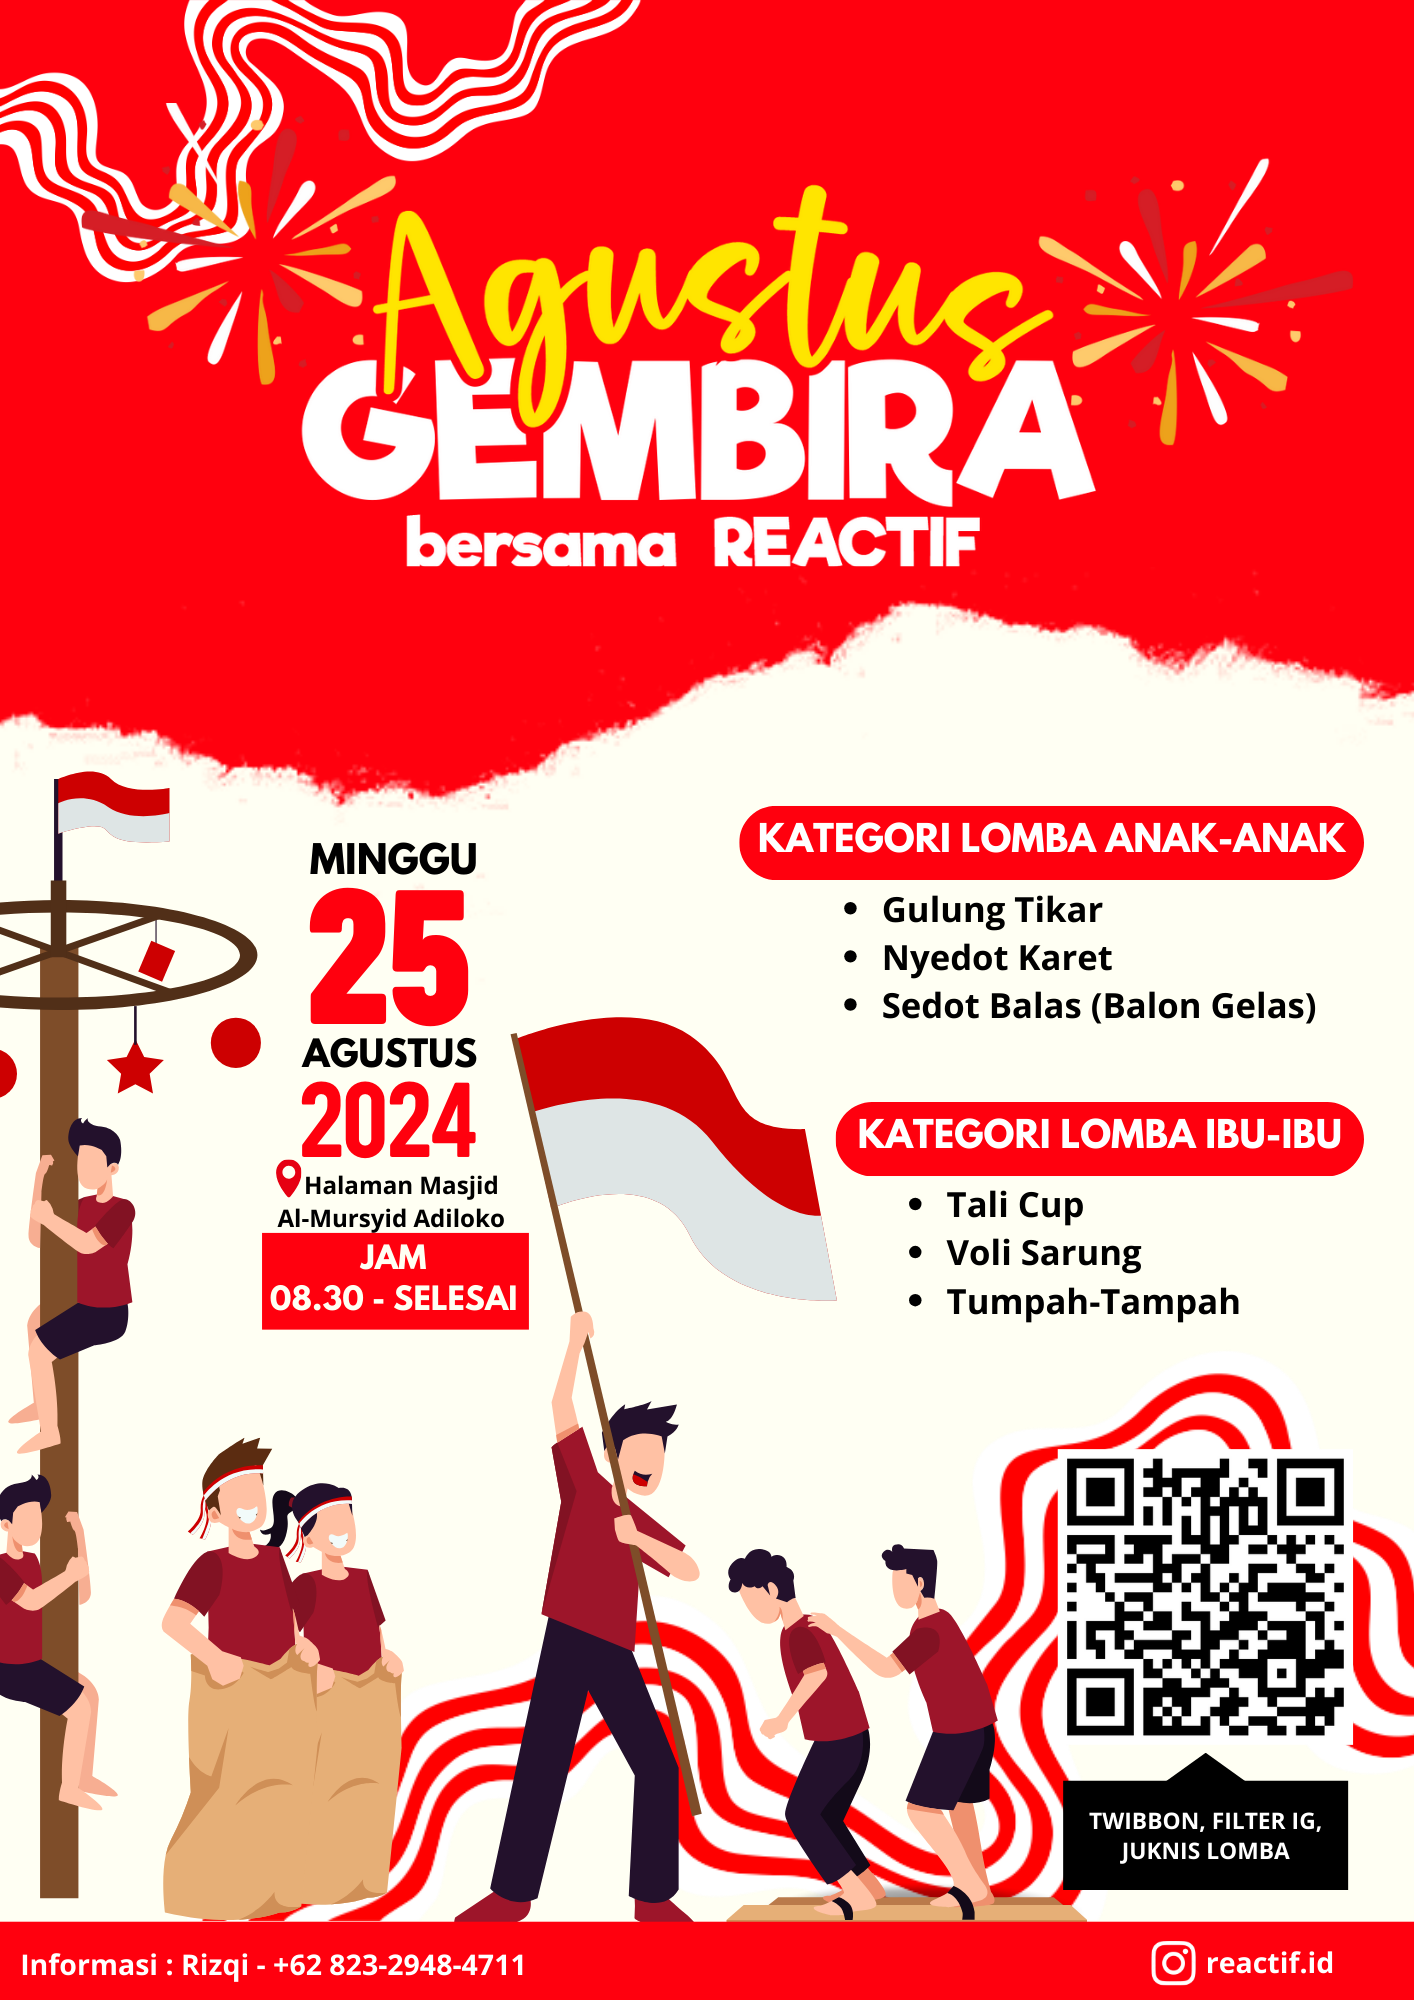 Agustus
GEMBIRA
bersama REACTIF
MINGGU
25
AGUSTUS
2024
Halaman Masjid
Al-Mursyid Adiloko
JAM
08.30 - SELESAI
KATEGORI LOMBA ANAK-ANAK
• Gulung Tikar
• Nyedot Karet
• Sedot Balas (Balon Gelas)
KATEGORI LOMBA IBU-IBU
• Tali Cup
• Voli Sarung
• Tumpah-Tampah
TWIBBON, FILTER IG,
JUKNIS LOMBA
Informasi : Rizqi - +62 823-2948-4711
reactif.id